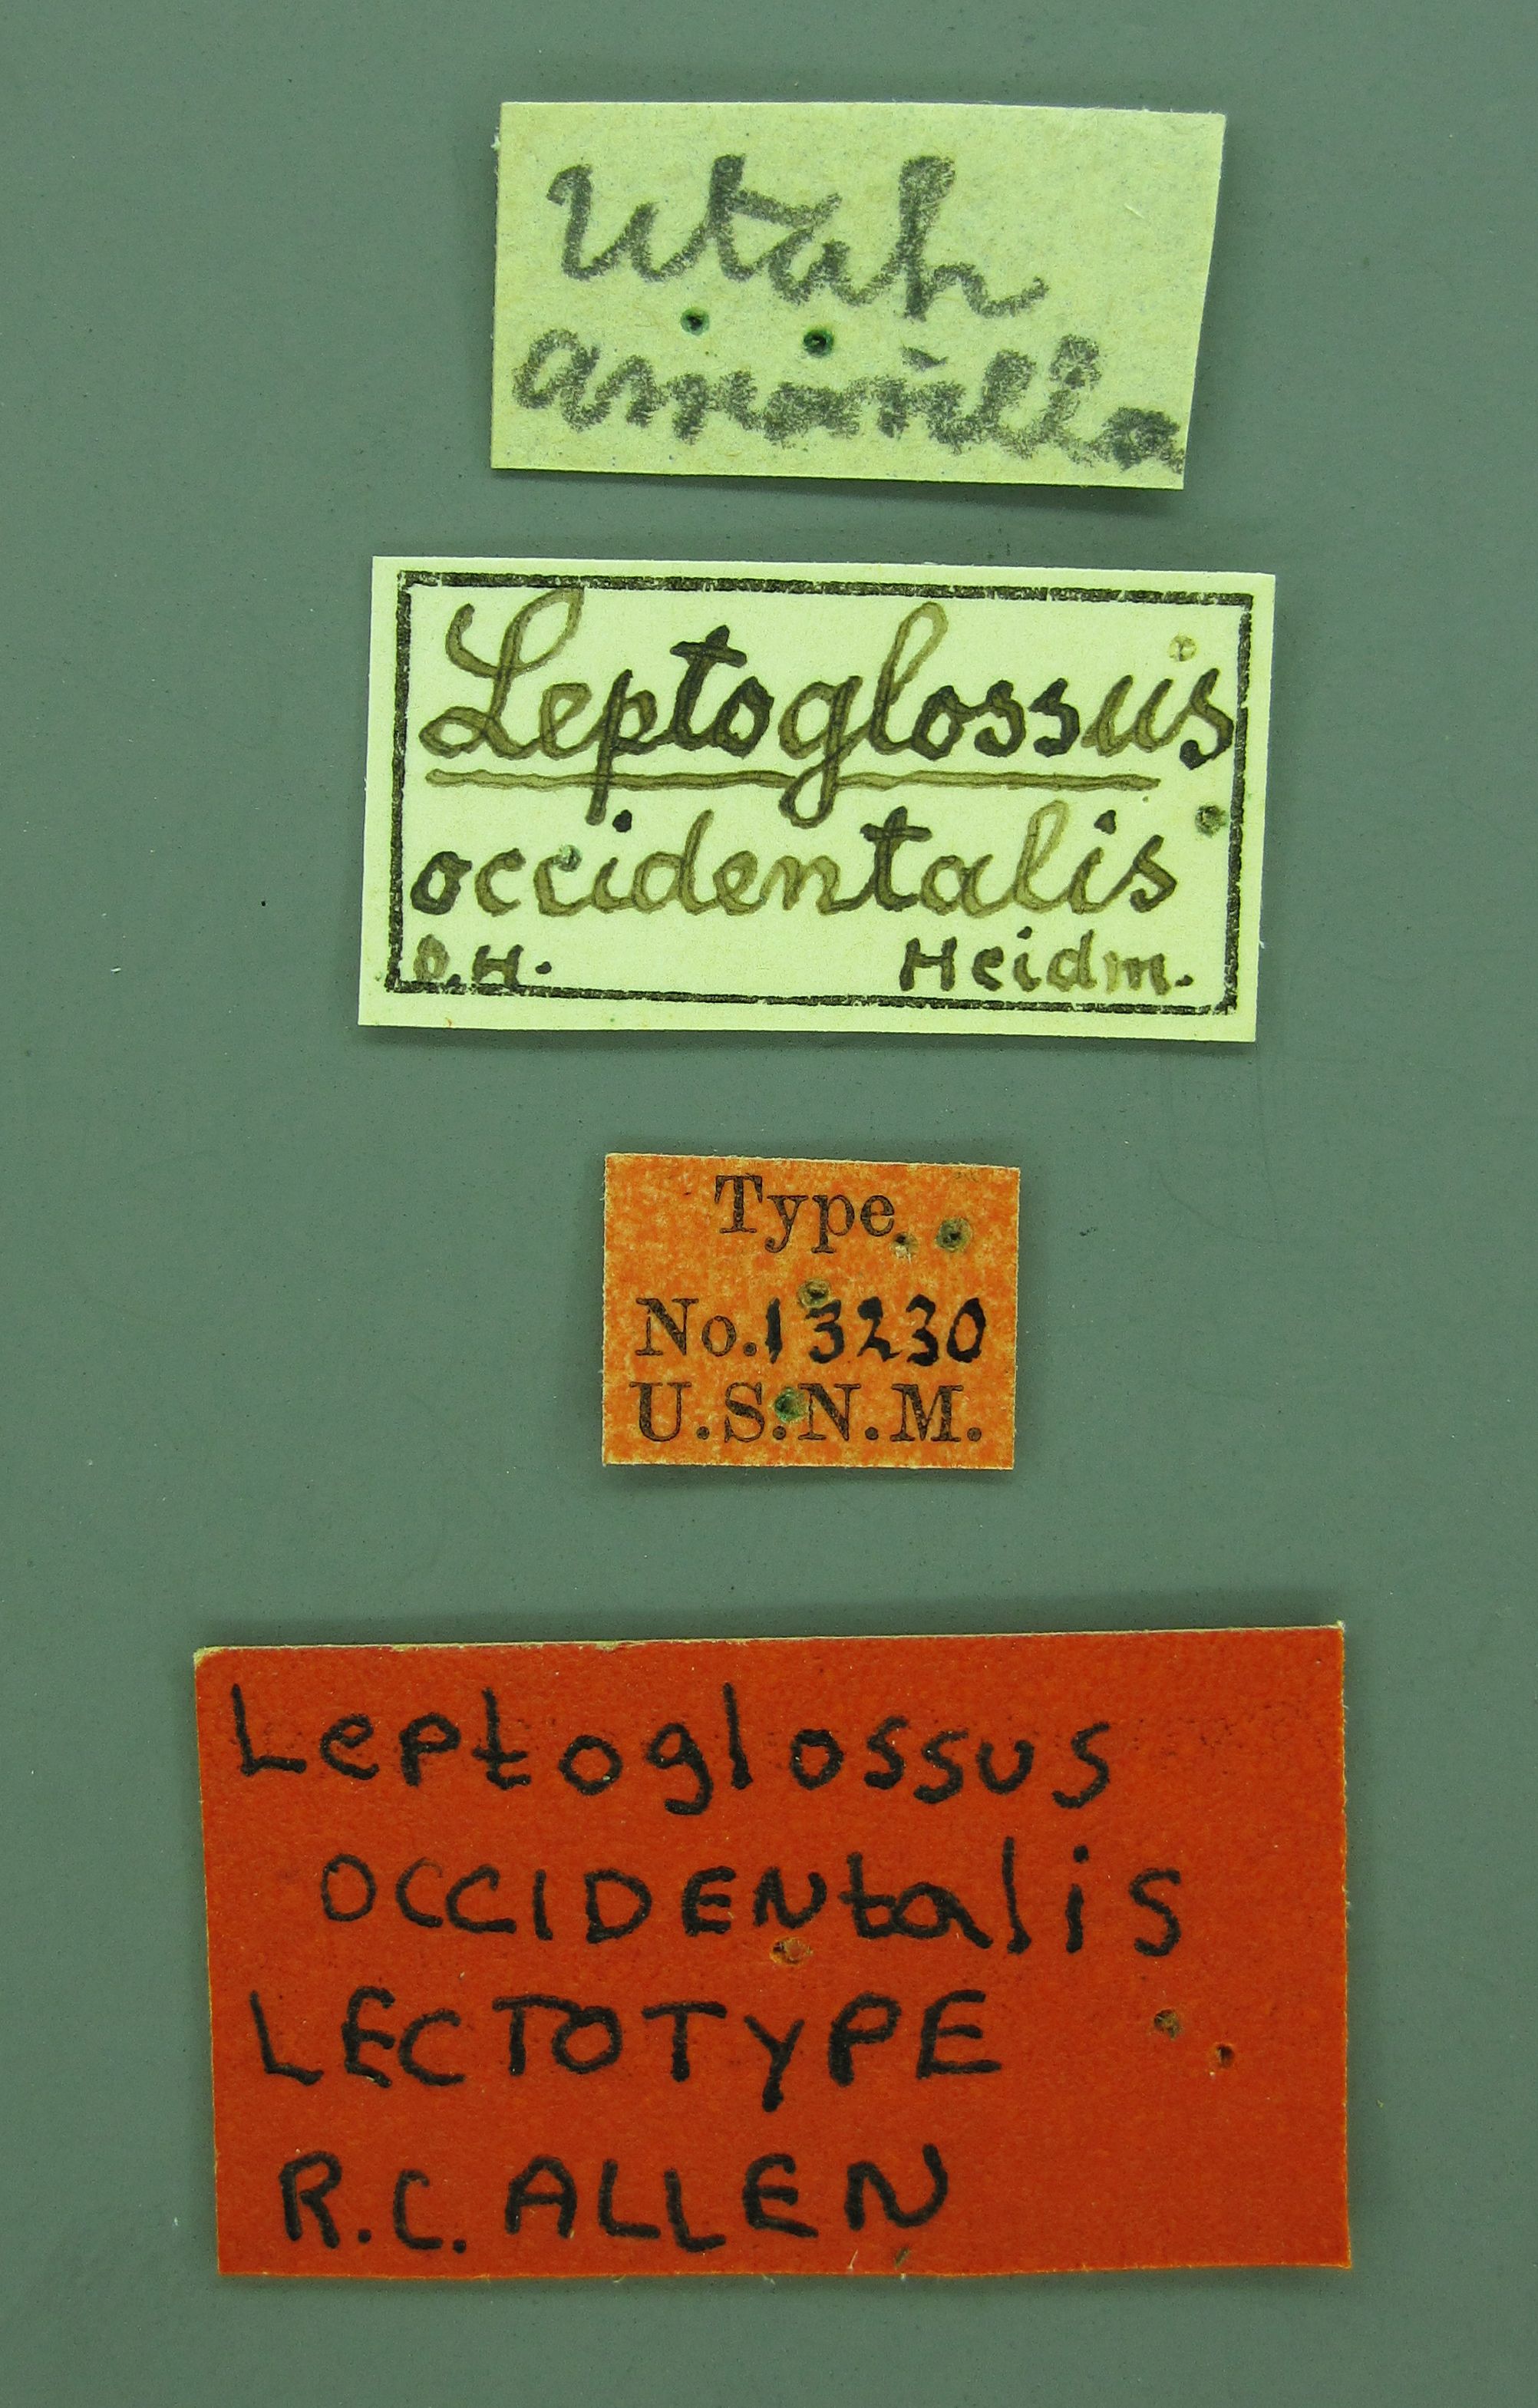 Utah
Leptoglossus
occidentalis
O.H. Heidm.
Type
No. 13230
U.S.N.M.
Leptoglossus
OCCIDENtalis
LECTOTYPE
R.C. ALLEN